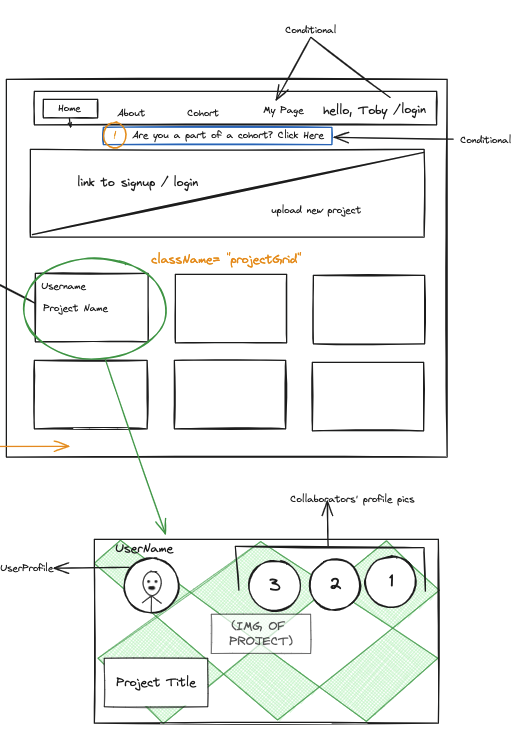 Conditional
Home
About
Cohort
My Page
hello, Toby /login
! Are you a part of a cohort? Click Here
Conditional
link to signup / login
upload new project
className= "projectGrid"
Username
Project Name
Collaborators' profile pics
UserName
UserProfile
3
2
1
(IMG OF
PROJECT)
Project Title